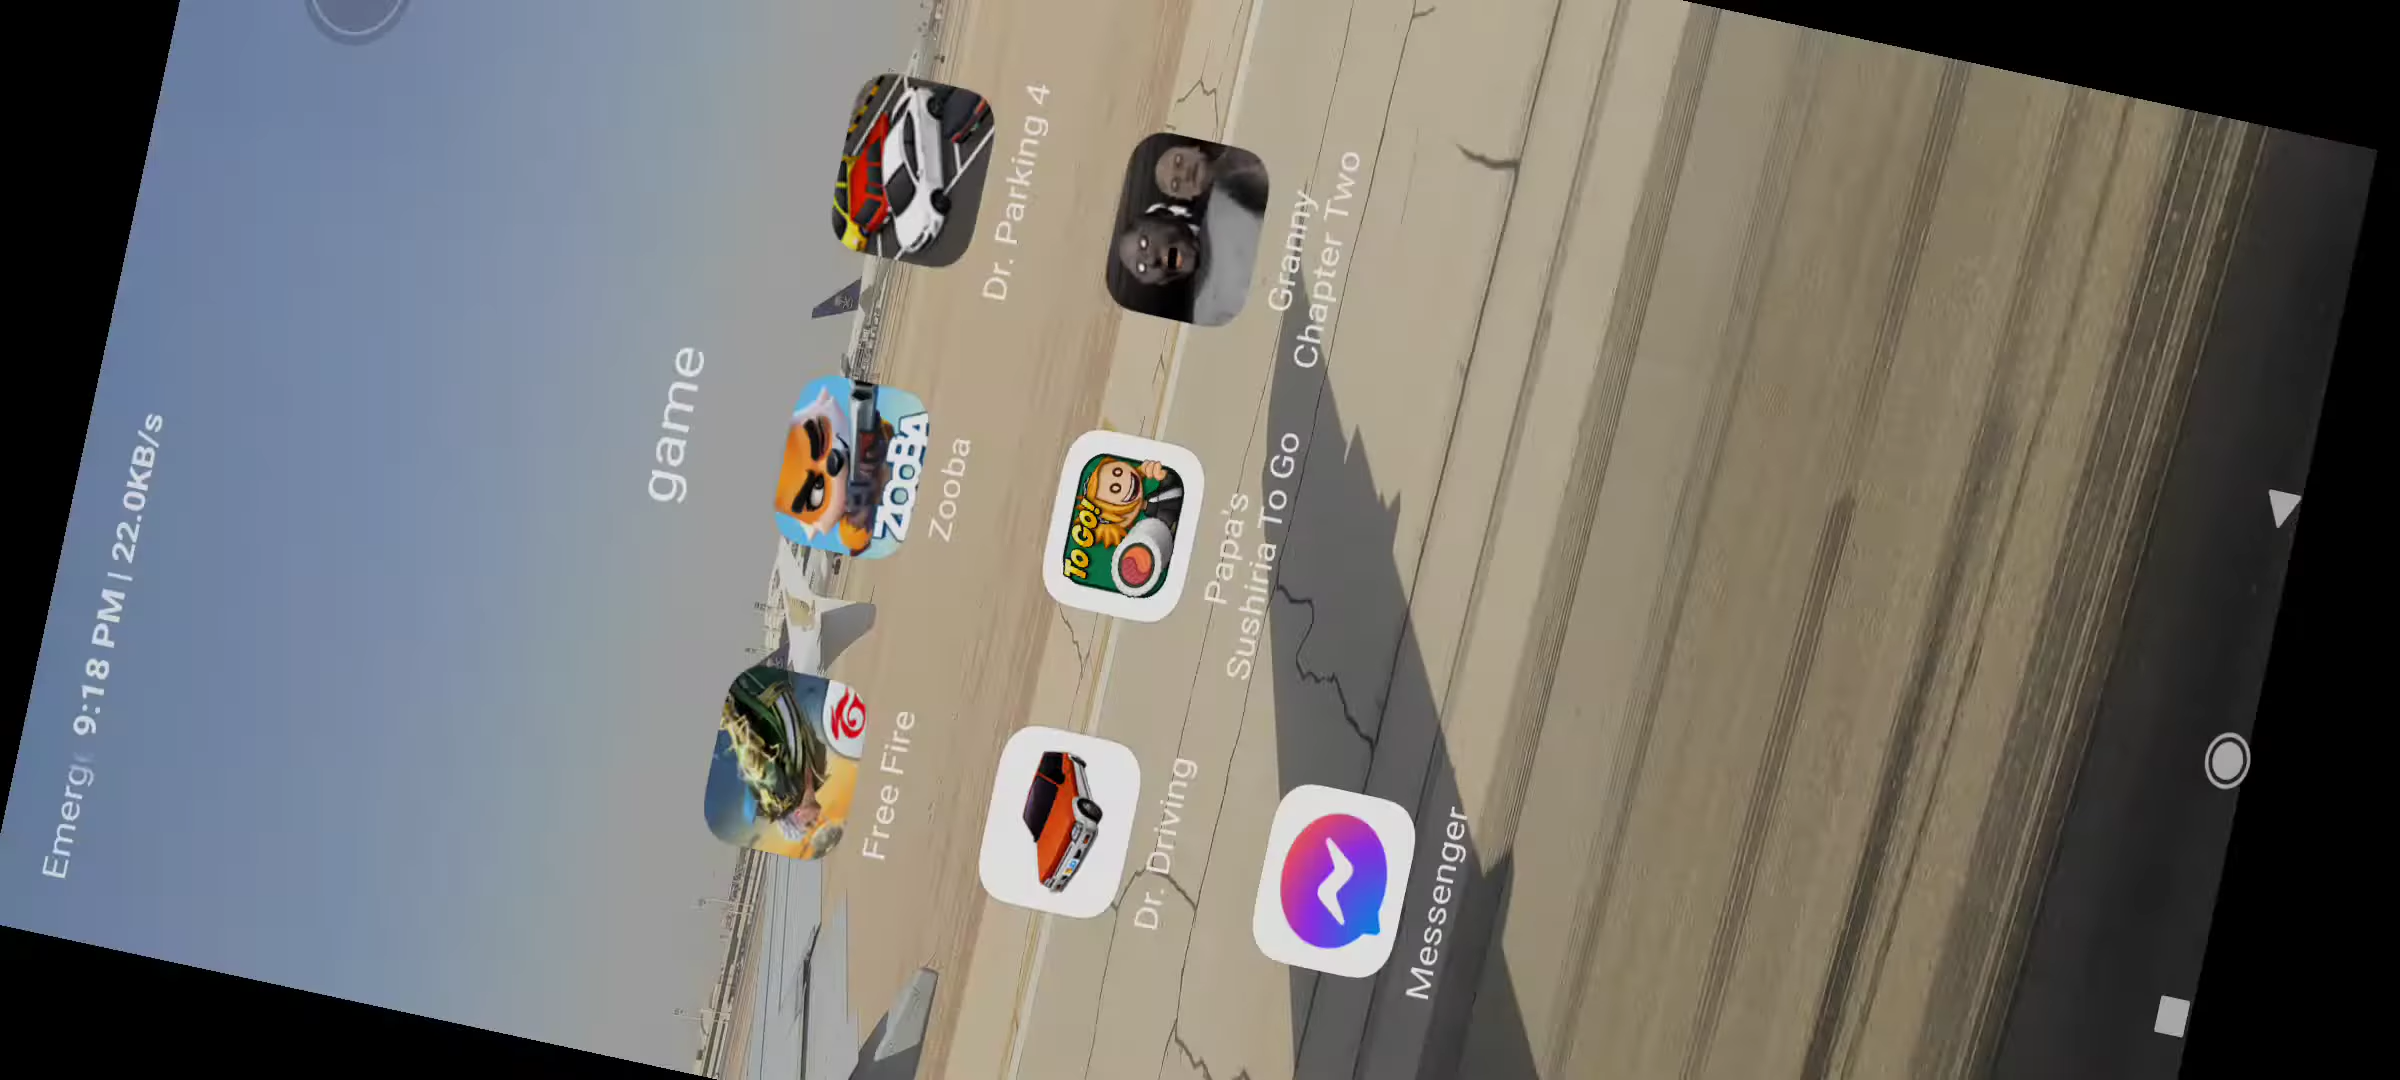 Emerg 9:18 PM | 22.0KB/s
game
Free Fire
Zooba
Dr. Parking 4
ZOOBA
Dr. Driving
Papa's
Sushiria To Go
Granny
Chapter Two
TO GO!
Messenger